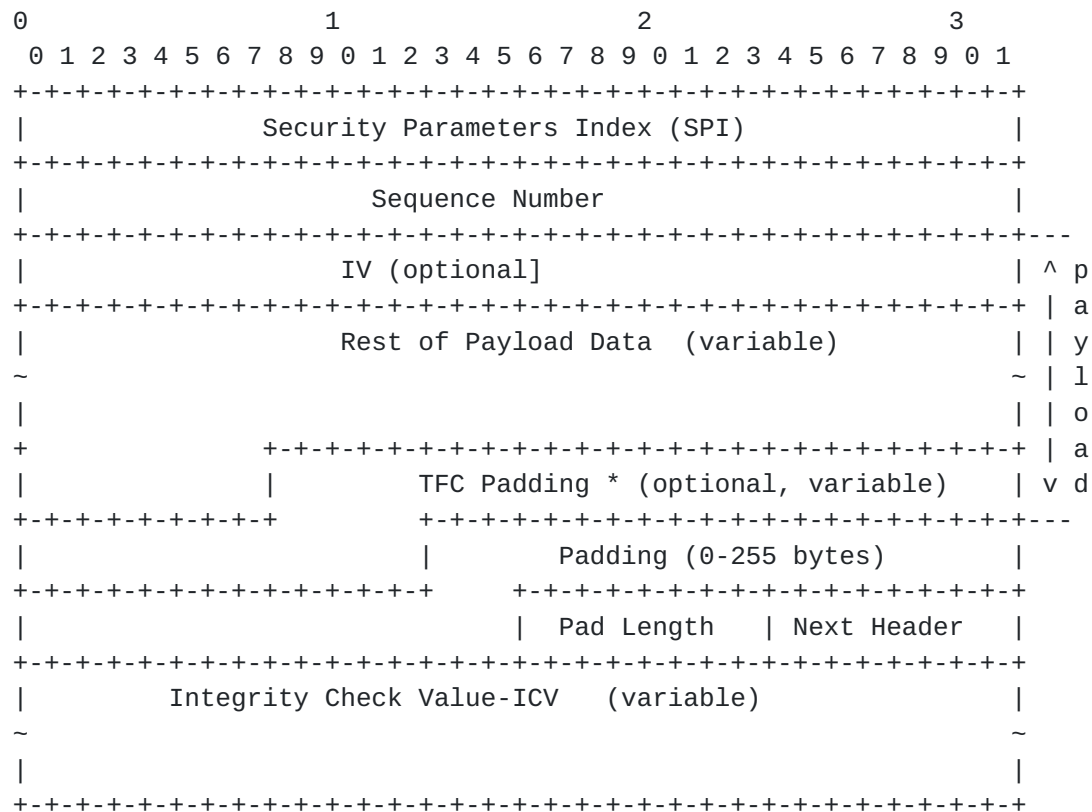 0                   1                   2                   3
 0 1 2 3 4 5 6 7 8 9 0 1 2 3 4 5 6 7 8 9 0 1 2 3 4 5 6 7 8 9 0 1
+-+-+-+-+-+-+-+-+-+-+-+-+-+-+-+-+-+-+-+-+-+-+-+-+-+-+-+-+-+-+-+-+
|               Security Parameters Index (SPI)                 |
+-+-+-+-+-+-+-+-+-+-+-+-+-+-+-+-+-+-+-+-+-+-+-+-+-+-+-+-+-+-+-+-+
|                      Sequence Number                          |
+-+-+-+-+-+-+-+-+-+-+-+-+-+-+-+-+-+-+-+-+-+-+-+-+-+-+-+-+-+-+-+-+---
|                    IV (optional]                              | ^ p
+-+-+-+-+-+-+-+-+-+-+-+-+-+-+-+-+-+-+-+-+-+-+-+-+-+-+-+-+-+-+-+-+ | a
|                    Rest of Payload Data  (variable)           | | y
~                                                               ~ | l
|                                                               | | o
+               +-+-+-+-+-+-+-+-+-+-+-+-+-+-+-+-+-+-+-+-+-+-+-+-+ | a
|               |         TFC Padding * (optional, variable)    | v d
+-+-+-+-+-+-+-+-+         +-+-+-+-+-+-+-+-+-+-+-+-+-+-+-+-+-+-+-+---
|                         |        Padding (0-255 bytes)        |
+-+-+-+-+-+-+-+-+-+-+-+-+-+     +-+-+-+-+-+-+-+-+-+-+-+-+-+-+-+-+
|                               |  Pad Length   | Next Header   |
+-+-+-+-+-+-+-+-+-+-+-+-+-+-+-+-+-+-+-+-+-+-+-+-+-+-+-+-+-+-+-+-+
|         Integrity Check Value-ICV   (variable)                |
~                                                               ~
|                                                               |
+-+-+-+-+-+-+-+-+-+-+-+-+-+-+-+-+-+-+-+-+-+-+-+-+-+-+-+-+-+-+-+-+